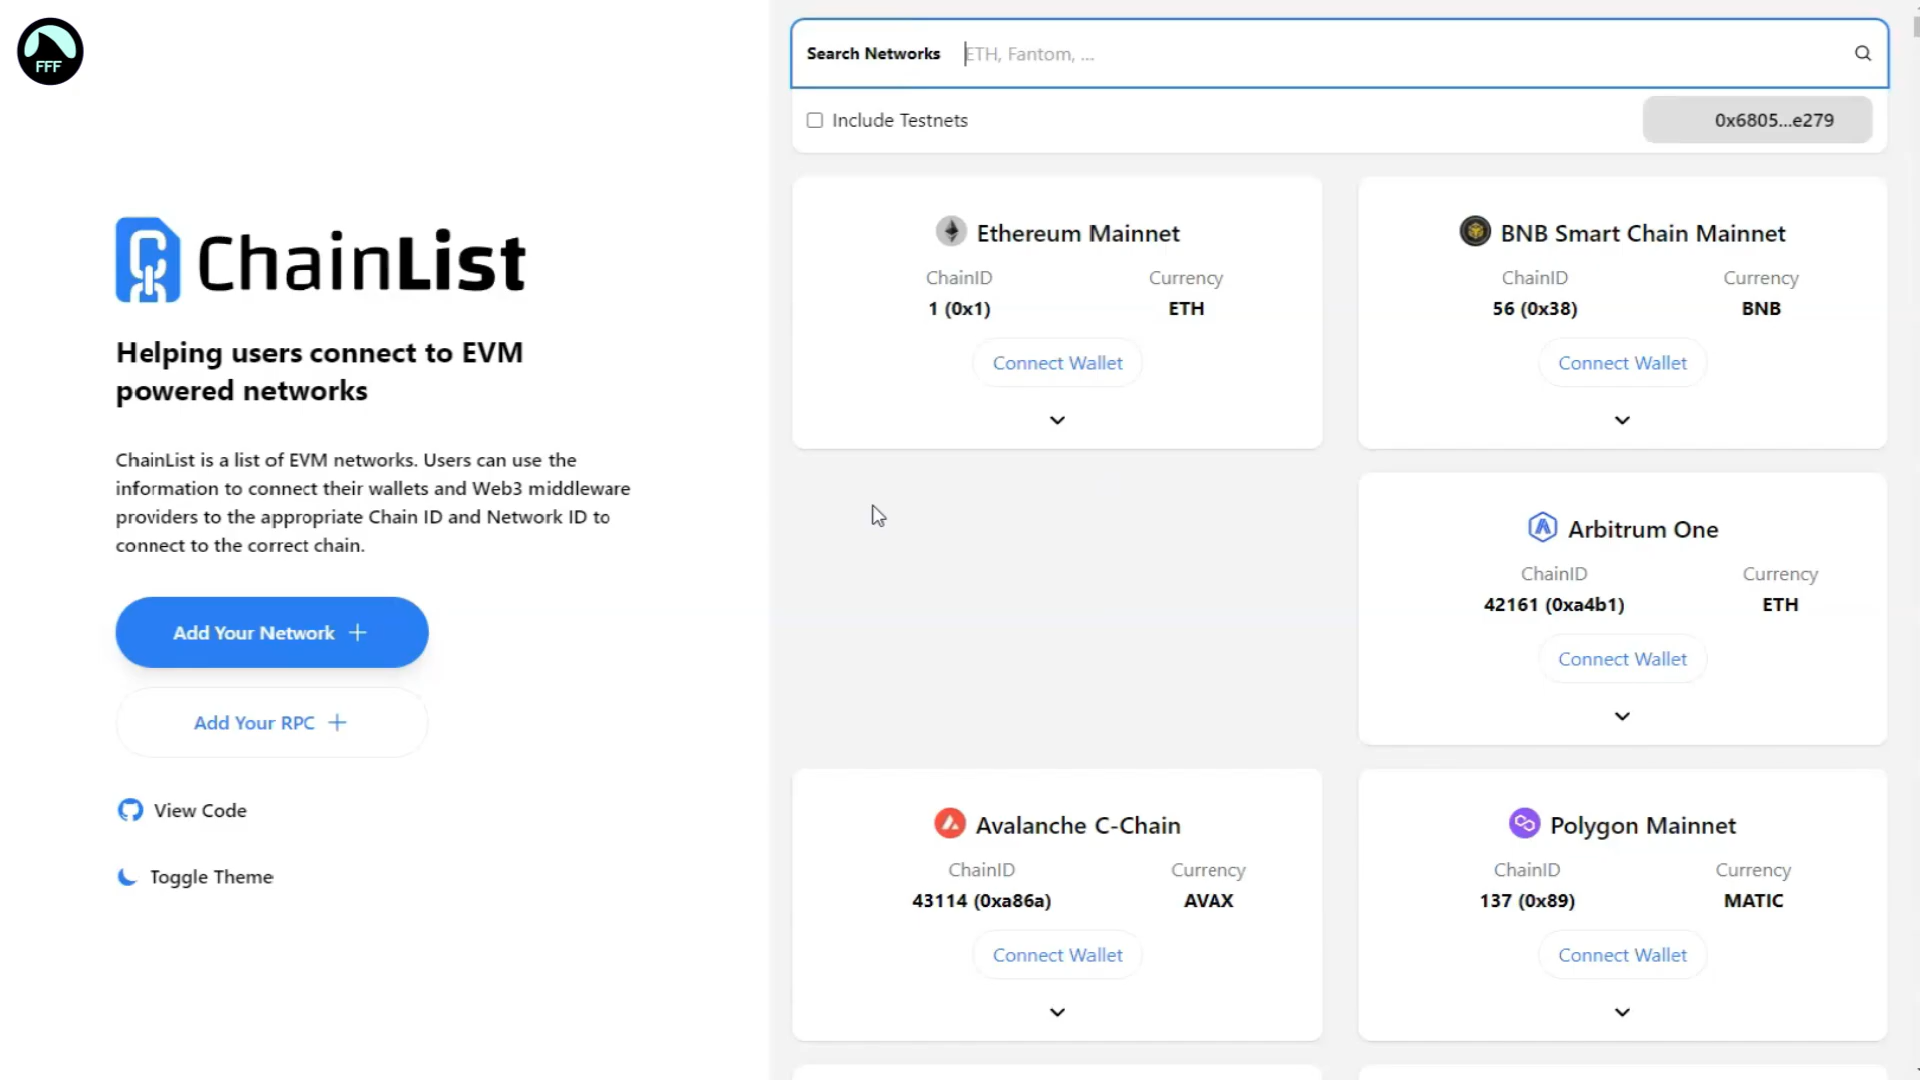 FFF
Search Networks ETH, Fantom, ...
Include Testnets 0x6805...e279
ChainList
Helping users connect to EVM
powered networks
ChainList is a list of EVM networks. Users can use the
information to connect their wallets and Web3 middleware
providers to the appropriate Chain ID and Network ID to
connect to the correct chain.
Add Your Network +
Add Your RPC +
View Code
Toggle Theme
Ethereum Mainnet
ChainID Currency
1 (0x1) ETH
Connect Wallet
BNB Smart Chain Mainnet
ChainID Currency
56 (0x38) BNB
Connect Wallet
Arbitrum One
ChainID Currency
42161 (0xa4b1) ETH
Connect Wallet
Avalanche C-Chain
ChainID Currency
43114 (0xa86a) AVAX
Connect Wallet
Polygon Mainnet
ChainID Currency
137 (0x89) MATIC
Connect Wallet